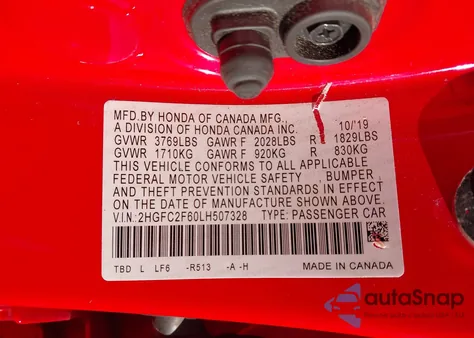 MFD.BY HONDA OF CANADA MFG.,
A DIVISION OF HONDA CANADA INC. 10/'19
GVWR 3769LBS GAWR F 2028LBS R 1829LBS
GVWR 1710KG GAWR F 920KG R 830KG
THIS VEHICLE CONFORMS TO ALL APPLICABLE
FEDERAL MOTOR VEHICLE SAFETY, BUMPER,
AND THEFT PREVENTION STANDARDS IN EFFECT
ON THE DATE OF MANUFACTURE SHOWN ABOVE.
V.I.N: 2HGFC2F60LH507328 TYPE: PASSENGER CAR
TBD L LF6 -R513 -A -H MADE IN CANADA
autoSnap